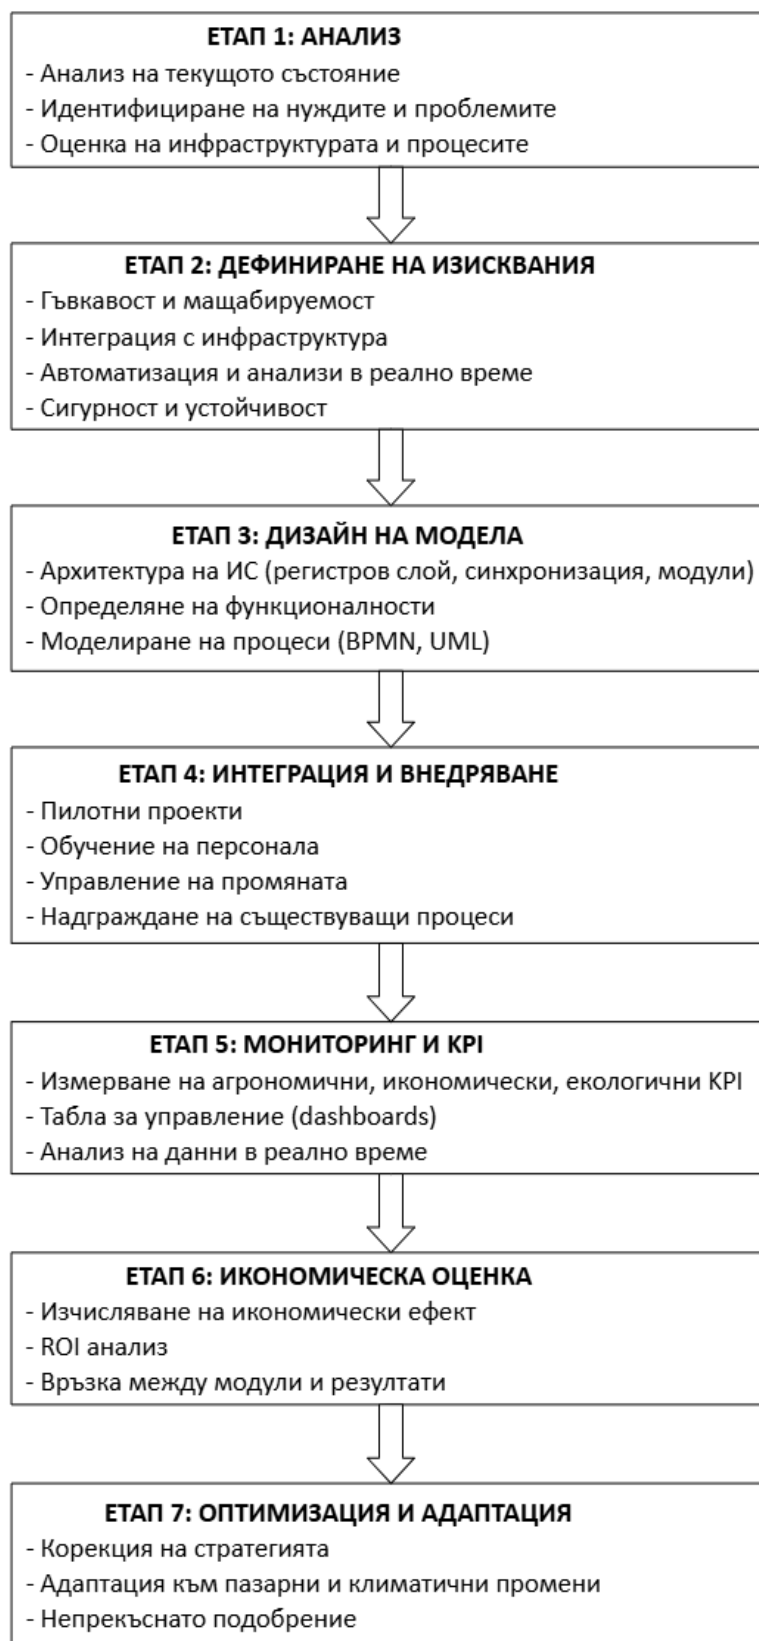 ЕТАП 1: АНАЛИЗ
- Анализ на текущото състояние
- Идентифициране на нуждите и проблемите
- Оценка на инфраструктурата и процесите
ЕТАП 2: ДЕФИНИРАНЕ НА ИЗИСКВАНИЯ
- Гъвкавост и мащабируемост
- Интеграция с инфраструктура
- Автоматизация и анализи в реално време
- Сигурност и устойчивост
ЕТАП 3: ДИЗАЙН НА МОДЕЛА
- Архитектура на ИС (регистров слой, синхронизация, модули)
- Определяне на функционалности
- Моделиране на процеси (BPMN, UML)
ЕТАП 4: ИНТЕГРАЦИЯ И ВНЕДРЯВАНЕ
- Пилотни проекти
- Обучение на персонала
- Управление на промяната
- Надграждане на съществуващи процеси
ЕТАП 5: МОНИТОРИНГ И KPI
- Измерване на агрономични, икономически, екологични KPI
- Табла за управление (dashboards)
- Анализ на данни в реално време
ЕТАП 6: ИКОНОМИЧЕСКА ОЦЕНКА
- Изчисляване на икономически ефект
- ROI анализ
- Връзка между модули и резултати
ЕТАП 7: ОПТИМИЗАЦИЯ И АДАПТАЦИЯ
- Корекция на стратегията
- Адаптация към пазарни и климатични промени
- Непрекъснато подобрение